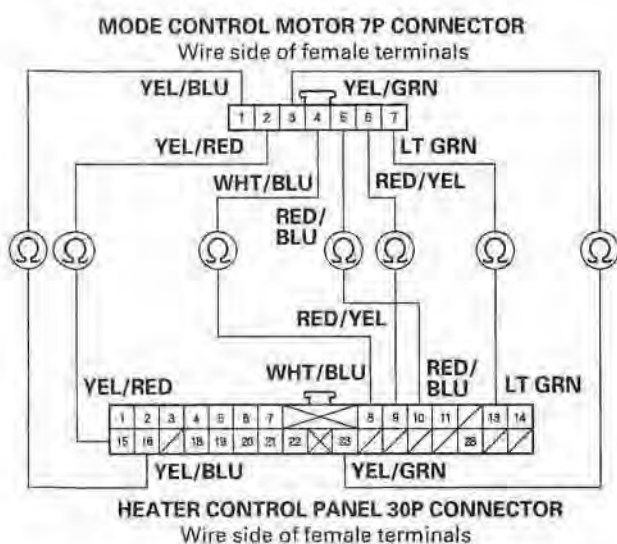 MODE CONTROL MOTOR 7P CONNECTOR
Wire side of female terminals
YEL/BLU
YEL/GRN
1 2 3 4 5 6 7
YEL/RED
LT GRN
WHT/BLU
RED/YEL
RED/
BLU
Ω Ω Ω Ω Ω Ω Ω
RED/YEL
WHT/BLU
RED/
BLU
YEL/RED
LT GRN
1 2 3 4 5 6 7 8 9 10 11 13 14
15 16 18 19 20 21 22 23 28
YEL/BLU
YEL/GRN
HEATER CONTROL PANEL 30P CONNECTOR
Wire side of female terminals